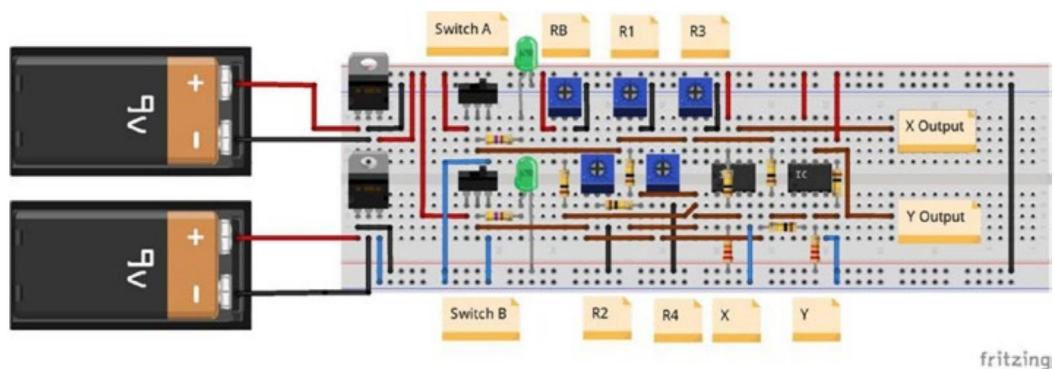 Switch A
RB
R1
R3
+
9V
−
X Output
IC
+
9V
−
Y Output
Switch B
R2
R4
X
Y
fritzing